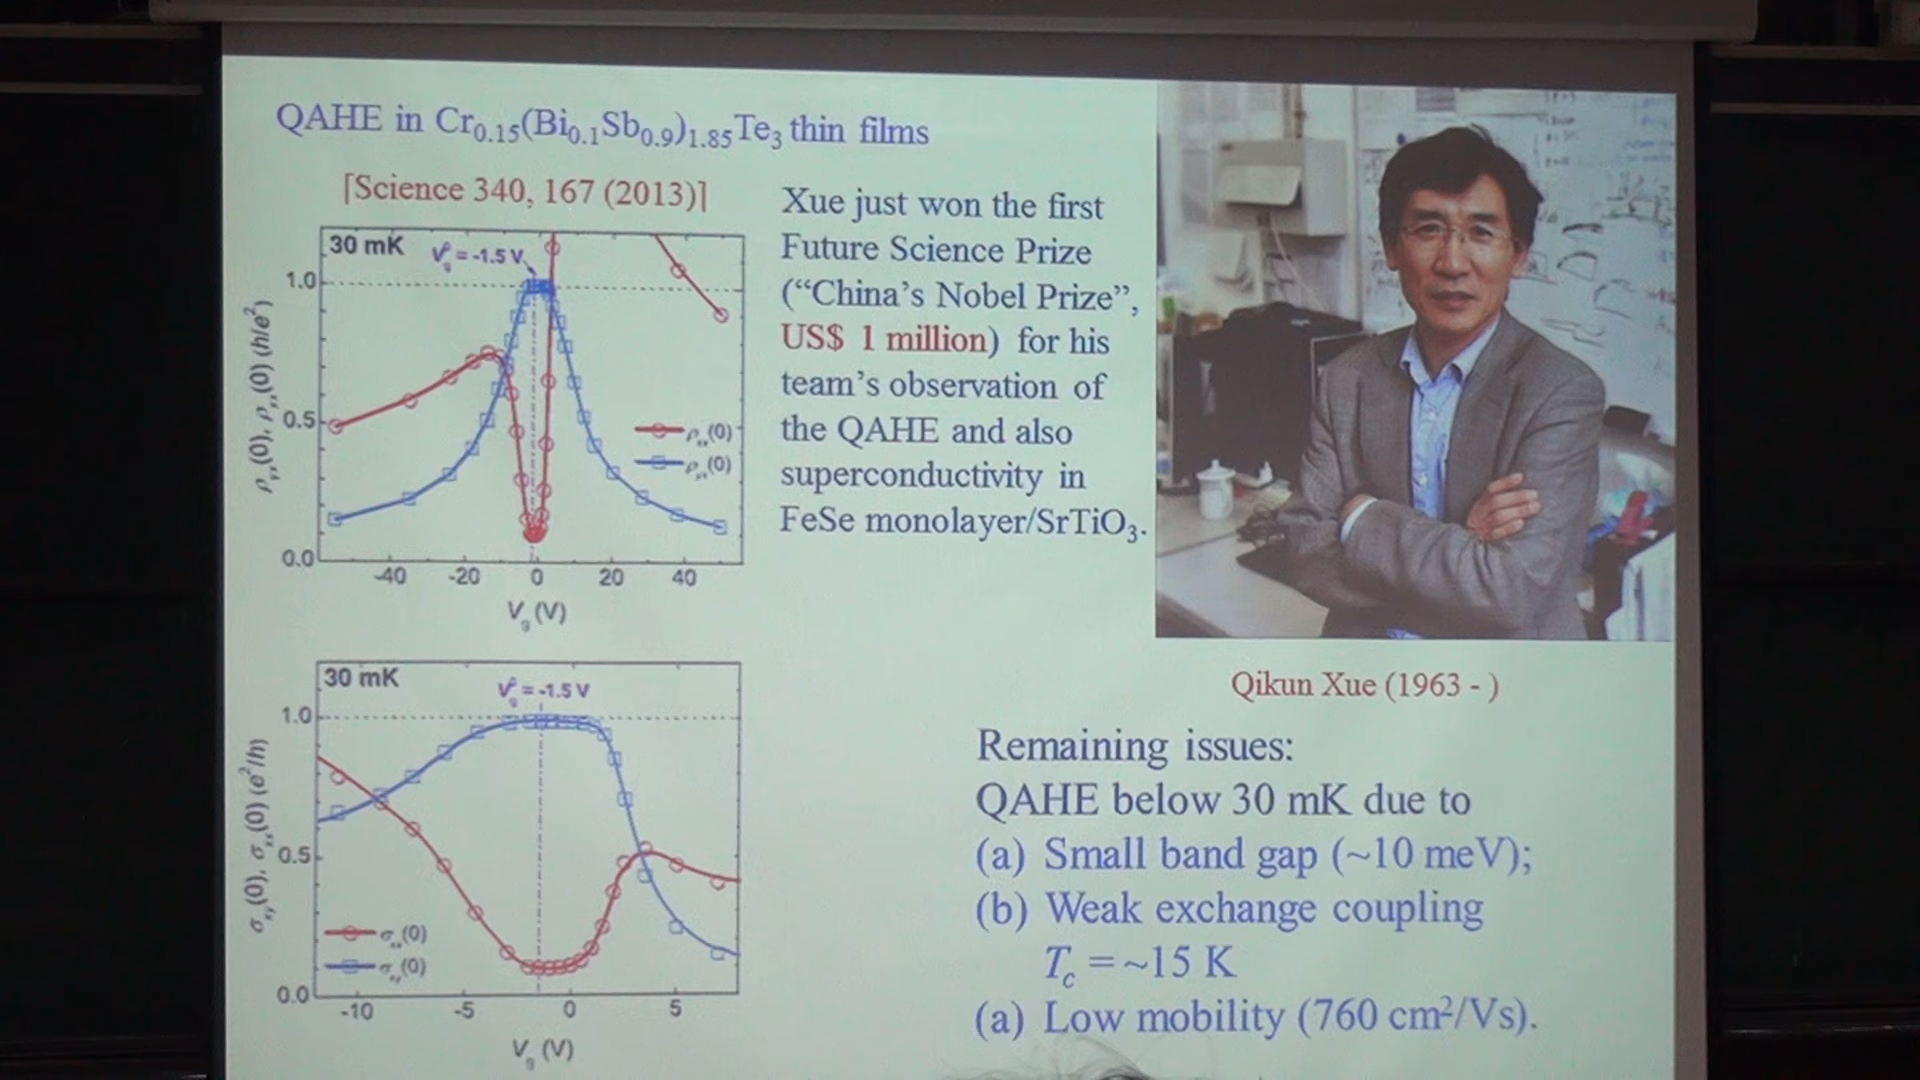 QAHE in Cr0.15(Bi0.1Sb0.9)1.85Te3 thin films
[Science 340, 167 (2013)]
30 mK
Vg0 = -1.5 V
1.0
0.5
0.0
-40 -20 0 20 40
Vg (V)
ρyx(0), ρxx(0) (h/e2)
ρxx(0)
ρyx(0)
Xue just won the first
Future Science Prize
(“China’s Nobel Prize”,
US$ 1 million) for his
team’s observation of
the QAHE and also
superconductivity in
FeSe monolayer/SrTiO3.
Qikun Xue (1963 - )
30 mK
Vg0 = -1.5 V
1.0
0.5
0.0
-10 -5 0 5
Vg (V)
σxy(0), σxx(0) (e2/h)
σxx(0)
σxy(0)
Remaining issues:
QAHE below 30 mK due to
(a) Small band gap (~10 meV);
(b) Weak exchange coupling
Tc = ~15 K
(a) Low mobility (760 cm2/Vs).